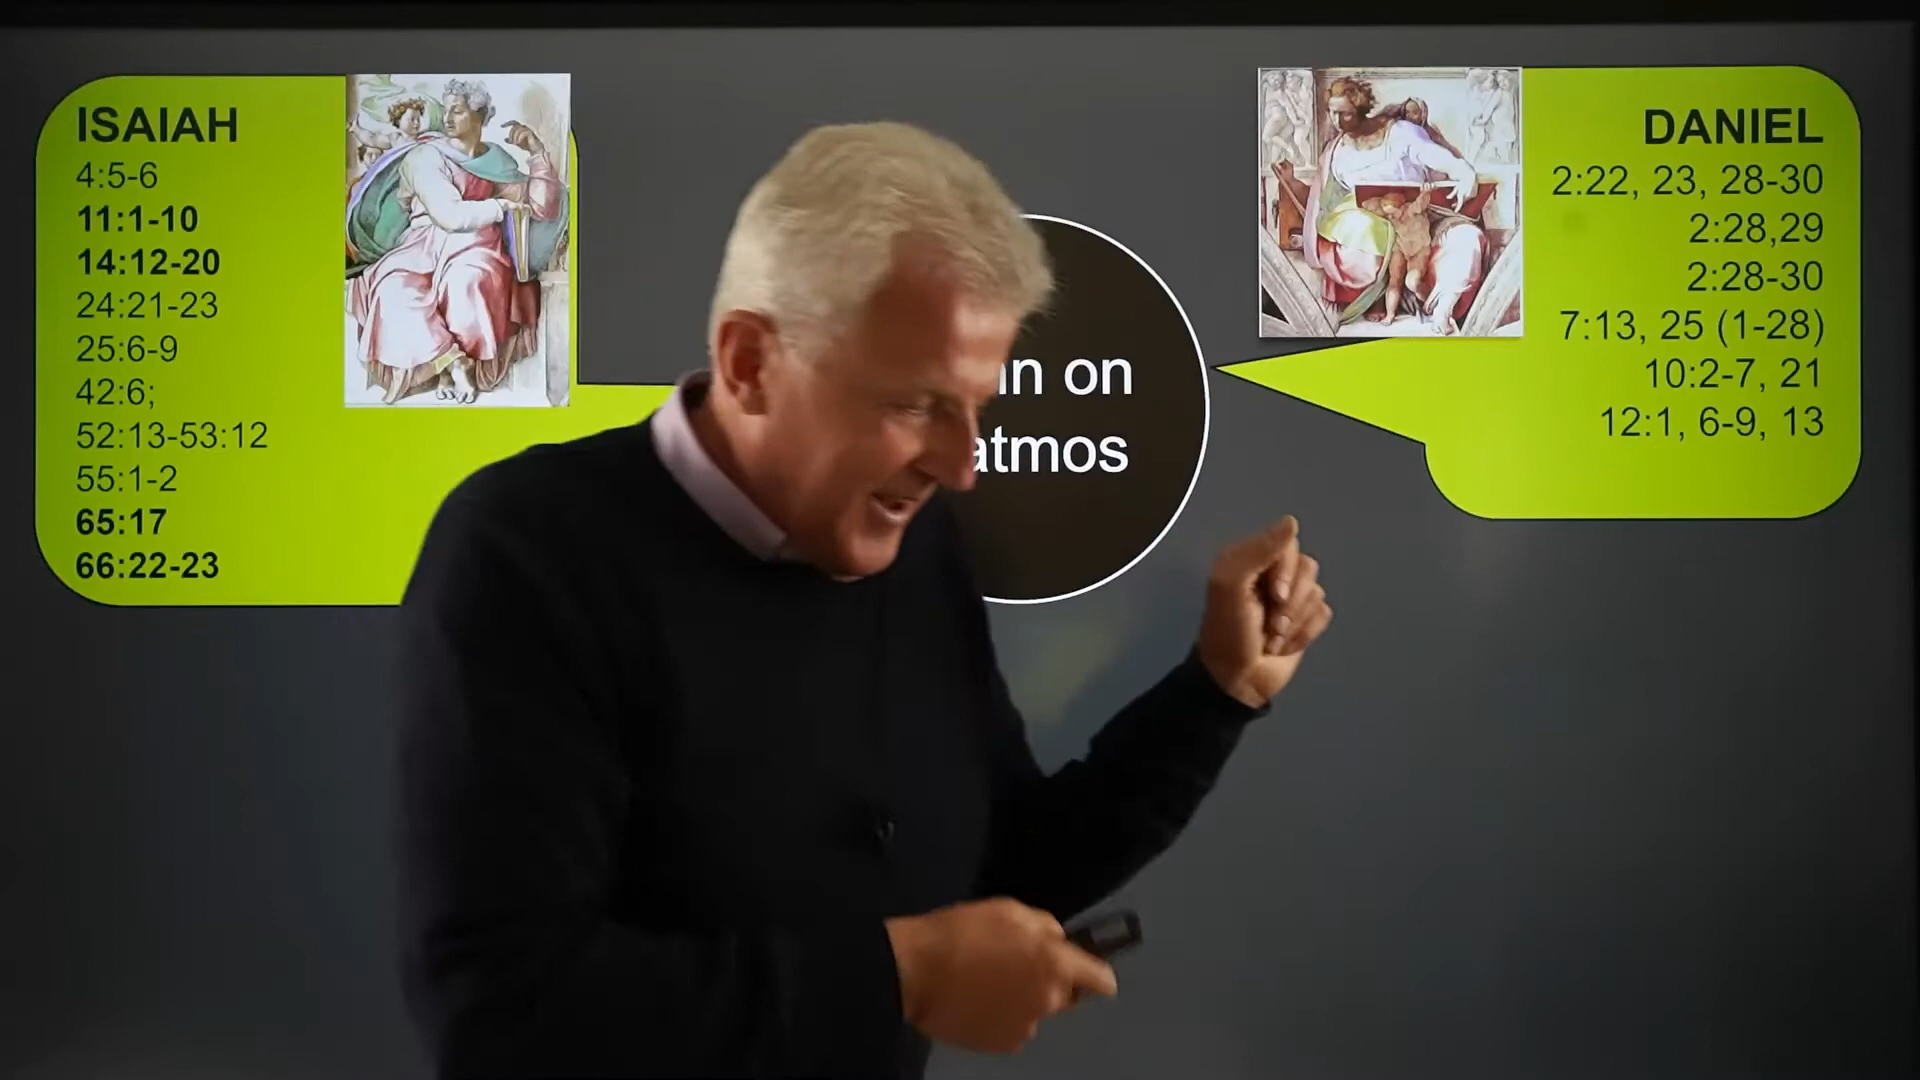 ISAIAH
4:5-6
11:1-10
14:12-20
24:21-23
25:6-9
42:6;
52:13-53:12
55:1-2
65:17
66:22-23
on
DANIEL
2:22, 23, 28-30
2:28,29
2:28-30
7:13, 25 (1-28)
10:2-7, 21
12:1, 6-9, 13